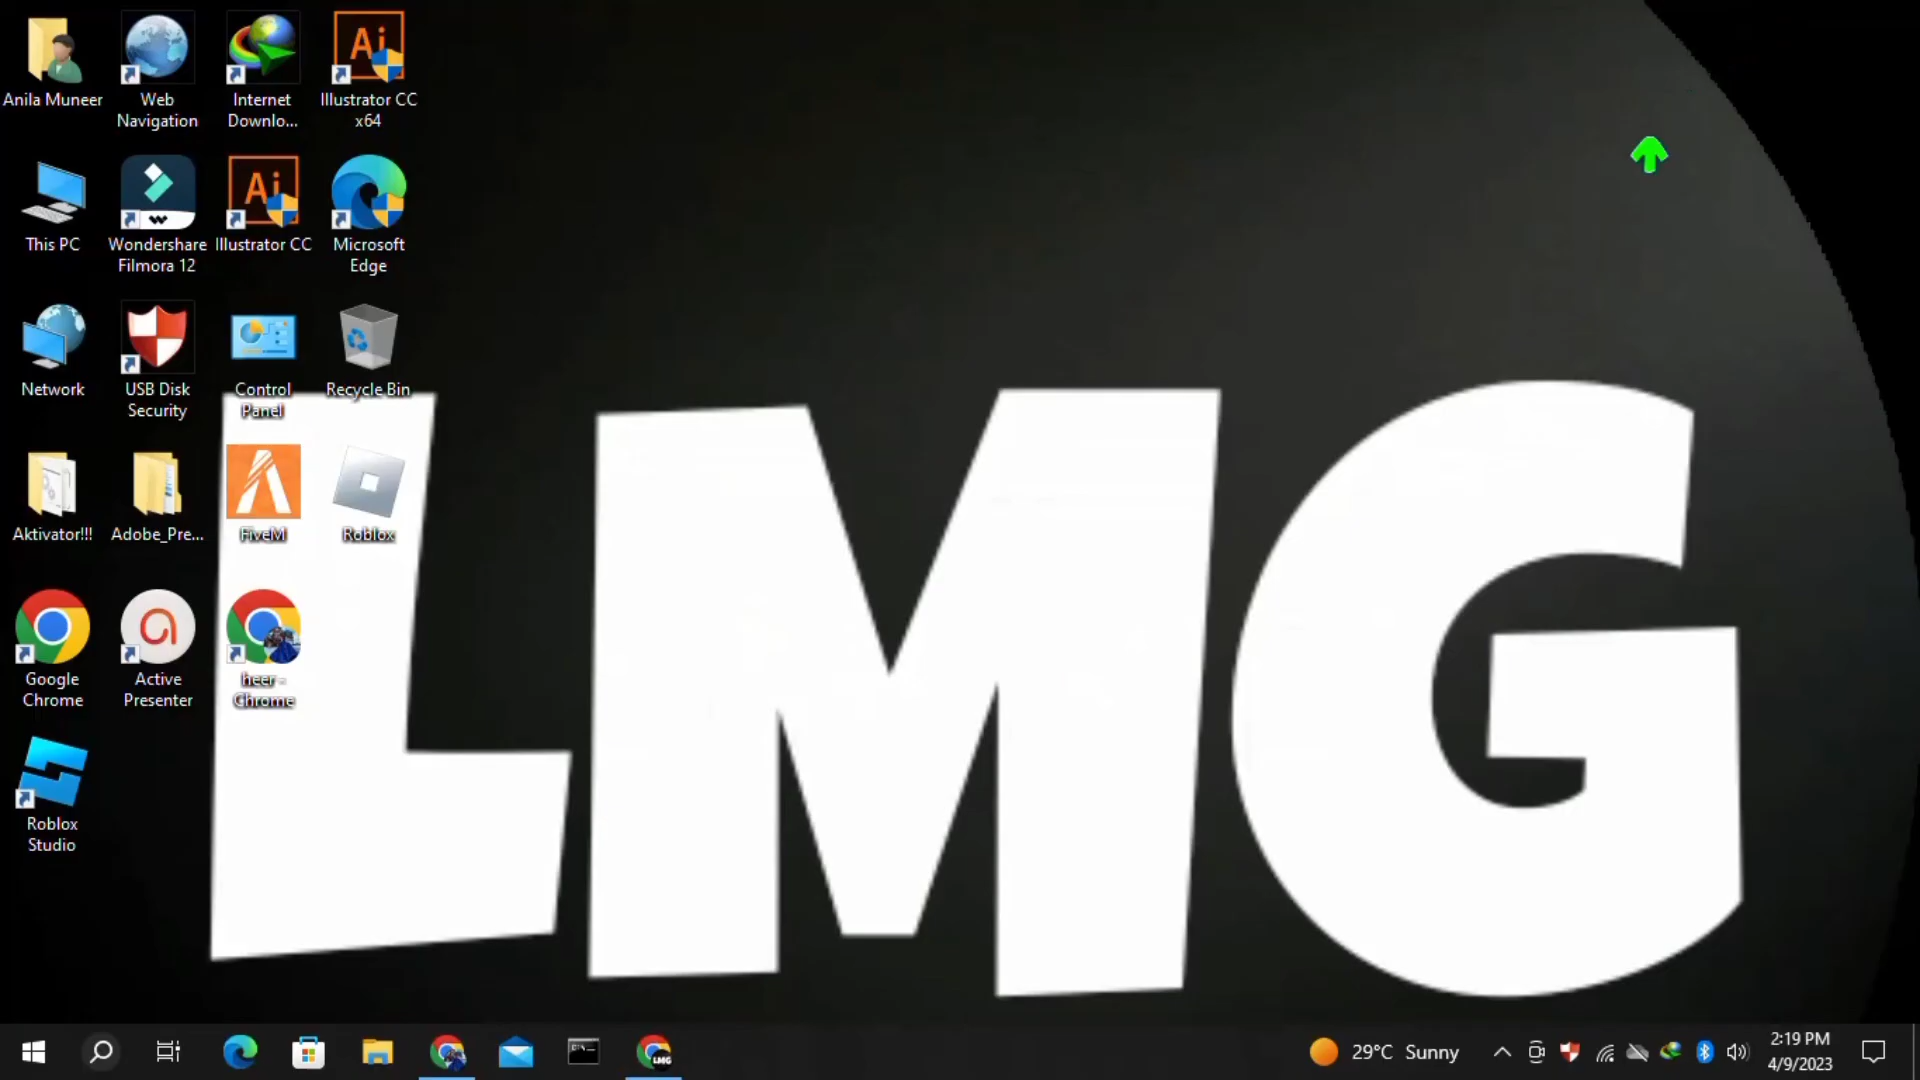 Anila Muneer
Web
Navigation
Internet
Downlo...
Illustrator CC
x64
This PC
Wondershare
Filmora 12
Illustrator CC
Microsoft
Edge
Network
USB Disk
Security
Control
Panel
Recycle Bin
Aktivator!!!
Adobe_Pre...
FiveM
Roblox
Google
Chrome
Active
Presenter
heer -
Chrome
Roblox
Studio
LMG
29°C Sunny
2:19 PM
4/9/2023